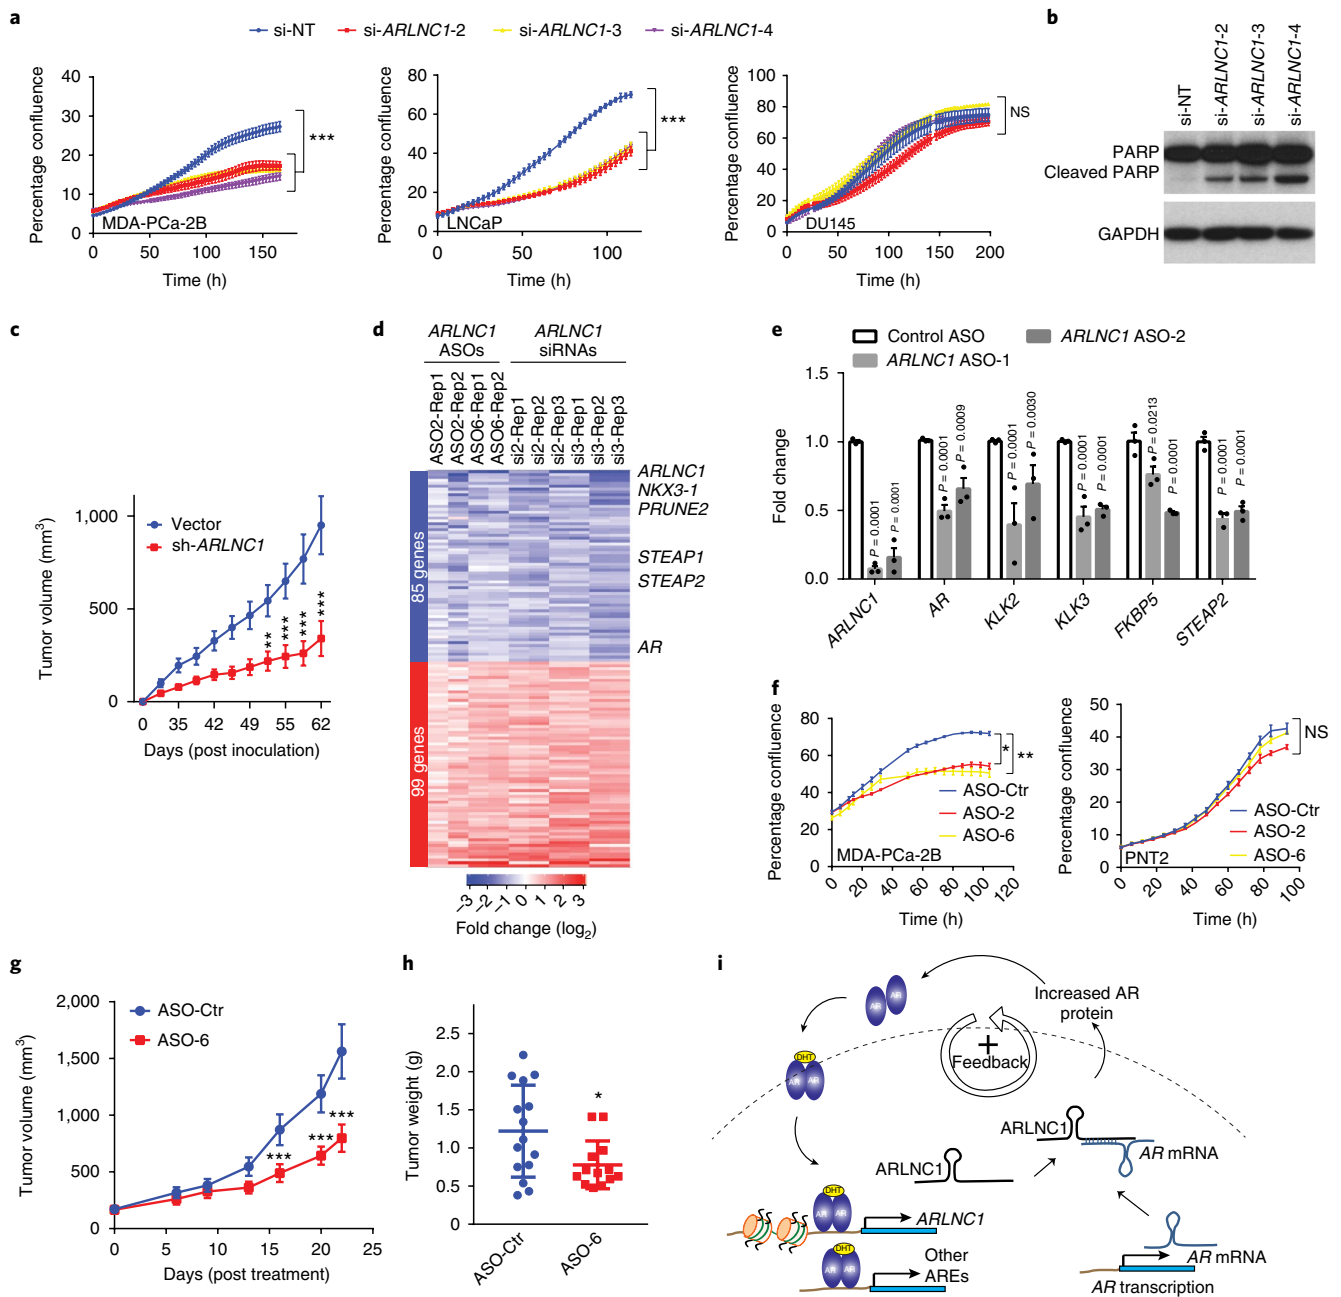 a
si-NT
si-ARLNC1-2
si-ARLNC1-3
si-ARLNC1-4
Percentage confluence
40
30
20
10
0
***
MDA-PCa-2B
0 50 100 150
Time (h)
Percentage confluence
80
60
40
20
0
***
LNCaP
0 50 100
Time (h)
Percentage confluence
100
80
60
40
20
0
NS
DU145
0 50 100 150 200
Time (h)
b
si-NT
si-ARLNC1-2
si-ARLNC1-3
si-ARLNC1-4
PARP
Cleaved PARP
GAPDH
c
Tumor volume (mm3)
1,000
500
0
Vector
sh-ARLNC1
** *** *** ***
0 35 42 49 55 62
Days (post inoculation)
d
ARLNC1 ASOs
ARLNC1 siRNAs
ASO2-Rep1
ASO2-Rep2
ASO6-Rep1
ASO6-Rep2
si2-Rep1
si2-Rep2
si2-Rep3
si3-Rep1
si3-Rep2
si3-Rep3
85 genes
99 genes
ARLNC1
NKX3-1
PRUNE2
STEAP1
STEAP2
AR
–3 –2 –1 0 1 2 3
Fold change (log2)
e
Control ASO
ARLNC1 ASO-1
ARLNC1 ASO-2
Fold change
1.5
1.0
0.5
0.0
P = 0.0001
P = 0.0001
P = 0.0001
P = 0.0009
P = 0.0001
P = 0.0030
P = 0.0001
P = 0.0001
P = 0.0213
P = 0.0001
P = 0.0001
P = 0.0001
ARLNC1
AR
KLK2
KLK3
FKBP5
STEAP2
f
Percentage confluence
80
60
40
20
0
* **
ASO-Ctr
ASO-2
ASO-6
MDA-PCa-2B
0 20 40 60 80 100 120
Time (h)
Percentage confluence
50
40
30
20
10
0
NS
ASO-Ctr
ASO-2
ASO-6
PNT2
0 20 40 60 80 100
Time (h)
g
Tumor volume (mm3)
2,000
1,500
1,000
500
0
ASO-Ctr
ASO-6
*** *** ***
0 5 10 15 20 25
Days (post treatment)
h
Tumor weight (g)
2.5
2.0
1.5
1.0
0.5
0
*
ASO-Ctr
ASO-6
i
AR AR
Increased AR
protein
+
Feedback
DHT
AR AR
ARLNC1
AR mRNA
ARLNC1
DHT
AR AR
ARLNC1
DHT
AR AR
Other
AREs
AR mRNA
AR transcription